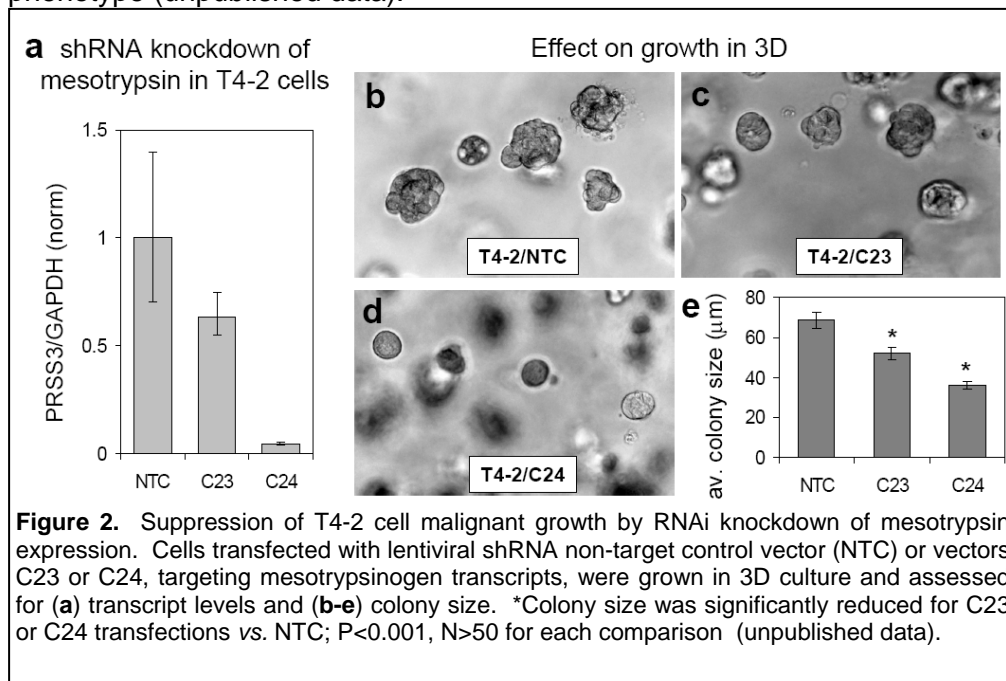 phenotype (unpublished data).
a shRNA knockdown of
mesotrypsin in T4-2 cells
Effect on growth in 3D
PRSS3/GAPDH (norm)
1.5
1
0.5
0
NTC C23 C24
b
T4-2/NTC
c
T4-2/C23
d
T4-2/C24
e
av. colony size (μm)
80
60
40
20
0
*
*
NTC C23 C24
Figure 2. Suppression of T4-2 cell malignant growth by RNAi knockdown of mesotrypsin
expression. Cells transfected with lentiviral shRNA non-target control vector (NTC) or vectors
C23 or C24, targeting mesotrypsinogen transcripts, were grown in 3D culture and assessed
for (a) transcript levels and (b-e) colony size. *Colony size was significantly reduced for C23
or C24 transfections vs. NTC; P<0.001, N>50 for each comparison (unpublished data).